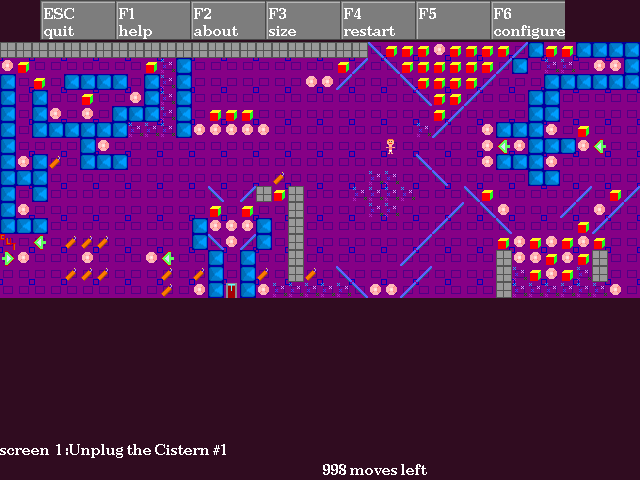 ESC
quit
F1
help
F2
about
F3
size
F4
restart
F5
F6
configure
screen 1:Unplug the Cistern #1
998 moves left